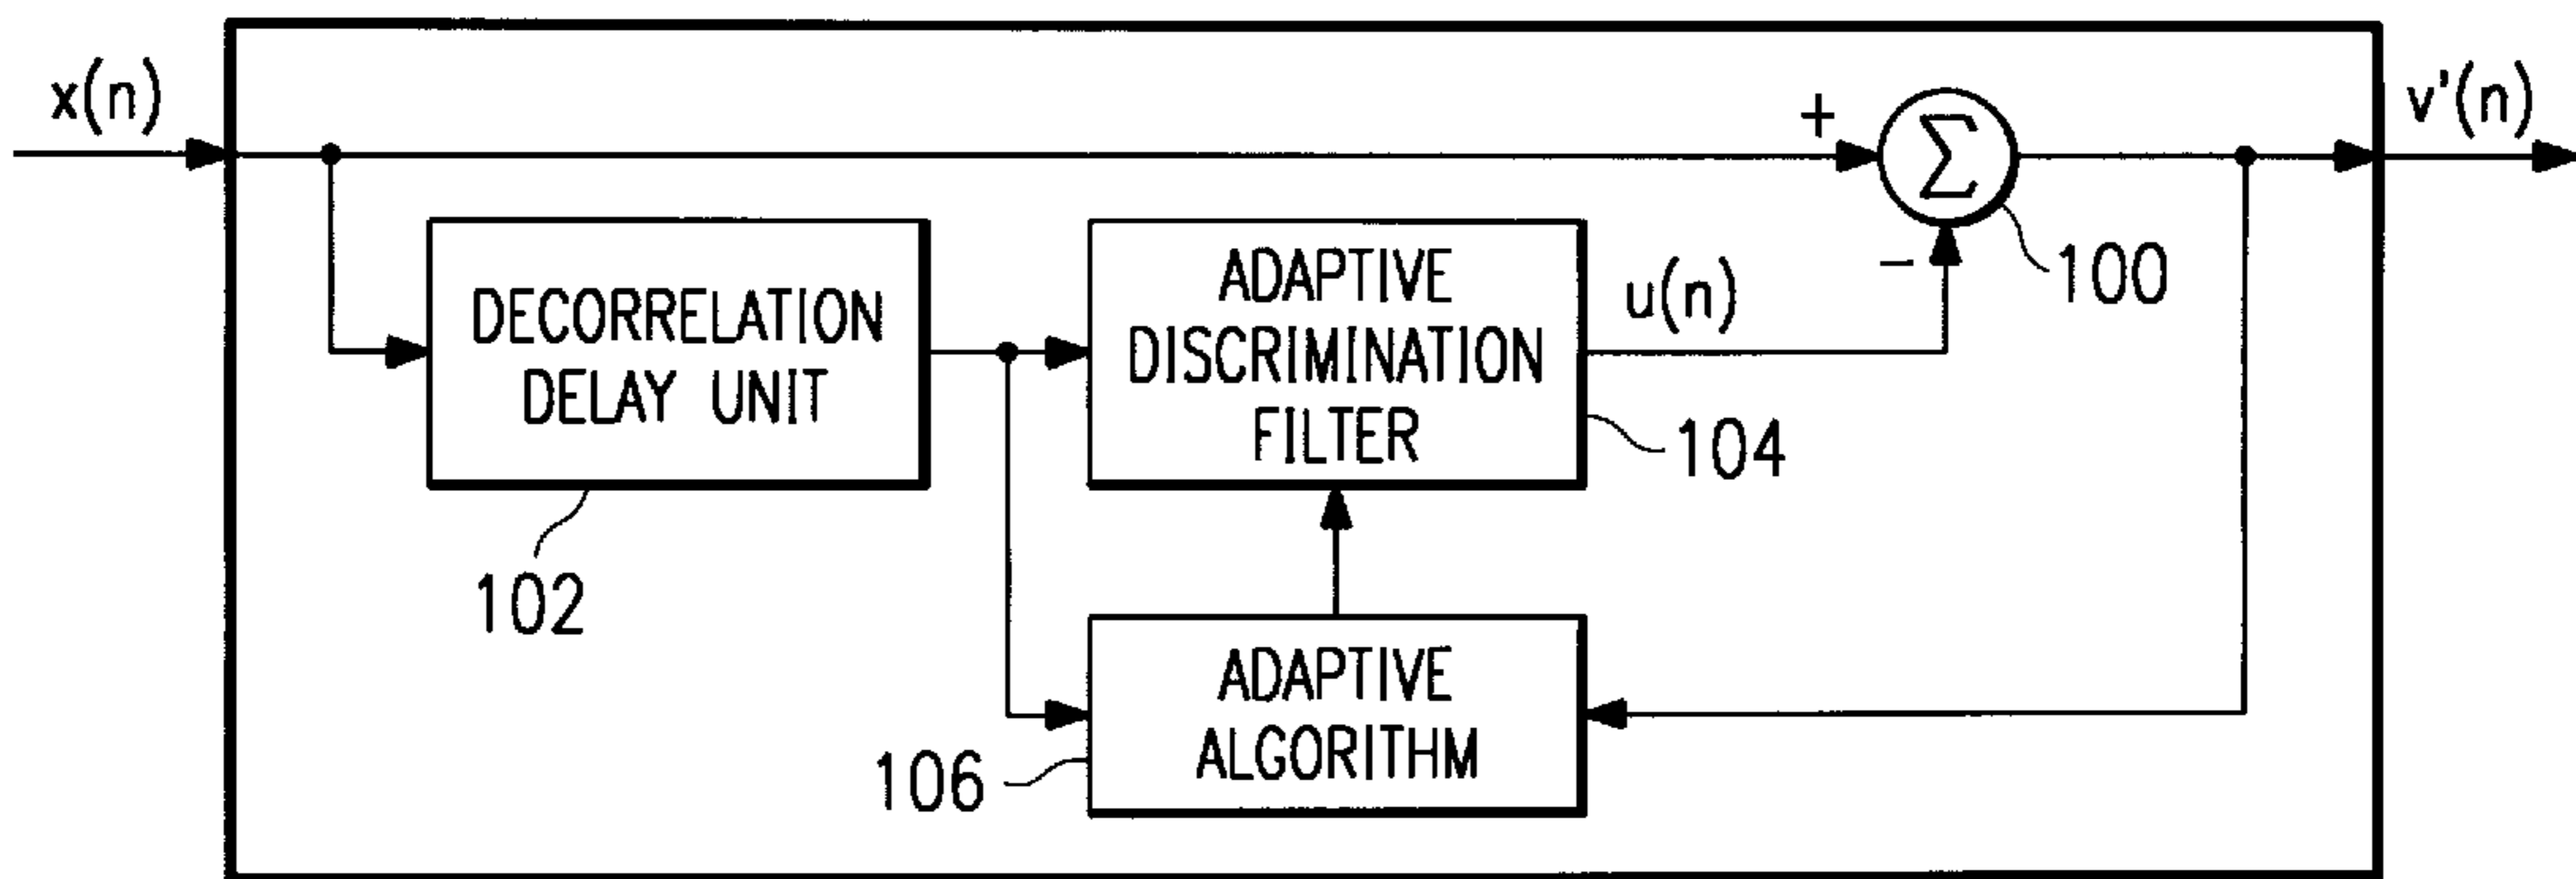 x(n)
v'(n)
+
Σ
-
100
DECORRELATION
DELAY UNIT
102
ADAPTIVE
DISCRIMINATION
FILTER
u(n)
104
ADAPTIVE
ALGORITHM
106